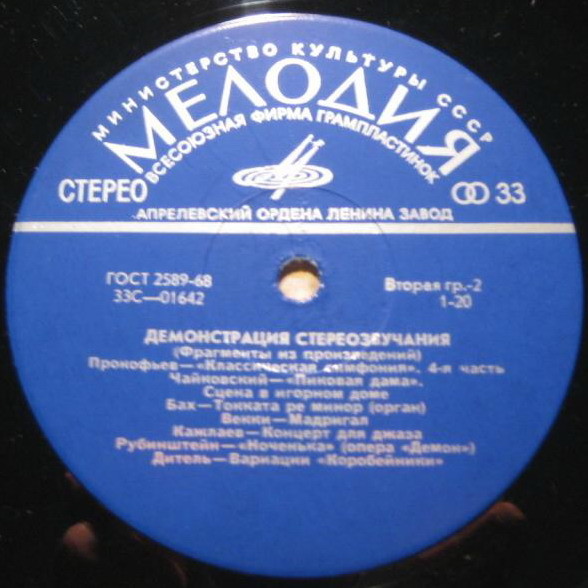 МИНИСТЕРСТВО КУЛЬТУРЫ СССР
МЕЛОДИЯ
ВСЕСОЮЗНАЯ ФИРМА ГРАМПЛАСТИНОК
СТЕРЕО
33
АПРЕЛЕВСКИЙ ОРДЕНА ЛЕНИНА ЗАВОД
ГОСТ 2589-68
Вторая гр.-2
33С—01642
1-20
ДЕМОНСТРАЦИЯ СТЕРЕОЗВУЧАНИЯ
(Фрагменты из произведений)
Прокофьев—«Классическая симфония». 4-я часть
Чайковский—«Пиковая дама».
Сцена в игорном доме
Бах—Токката ре минор (орган)
Векки—Мадригал
Кажлаев—Концерт для джаза
Рубинштейн—«Ноченька» (опера «Демон»)
Дитель—Вариации «Коробейники»